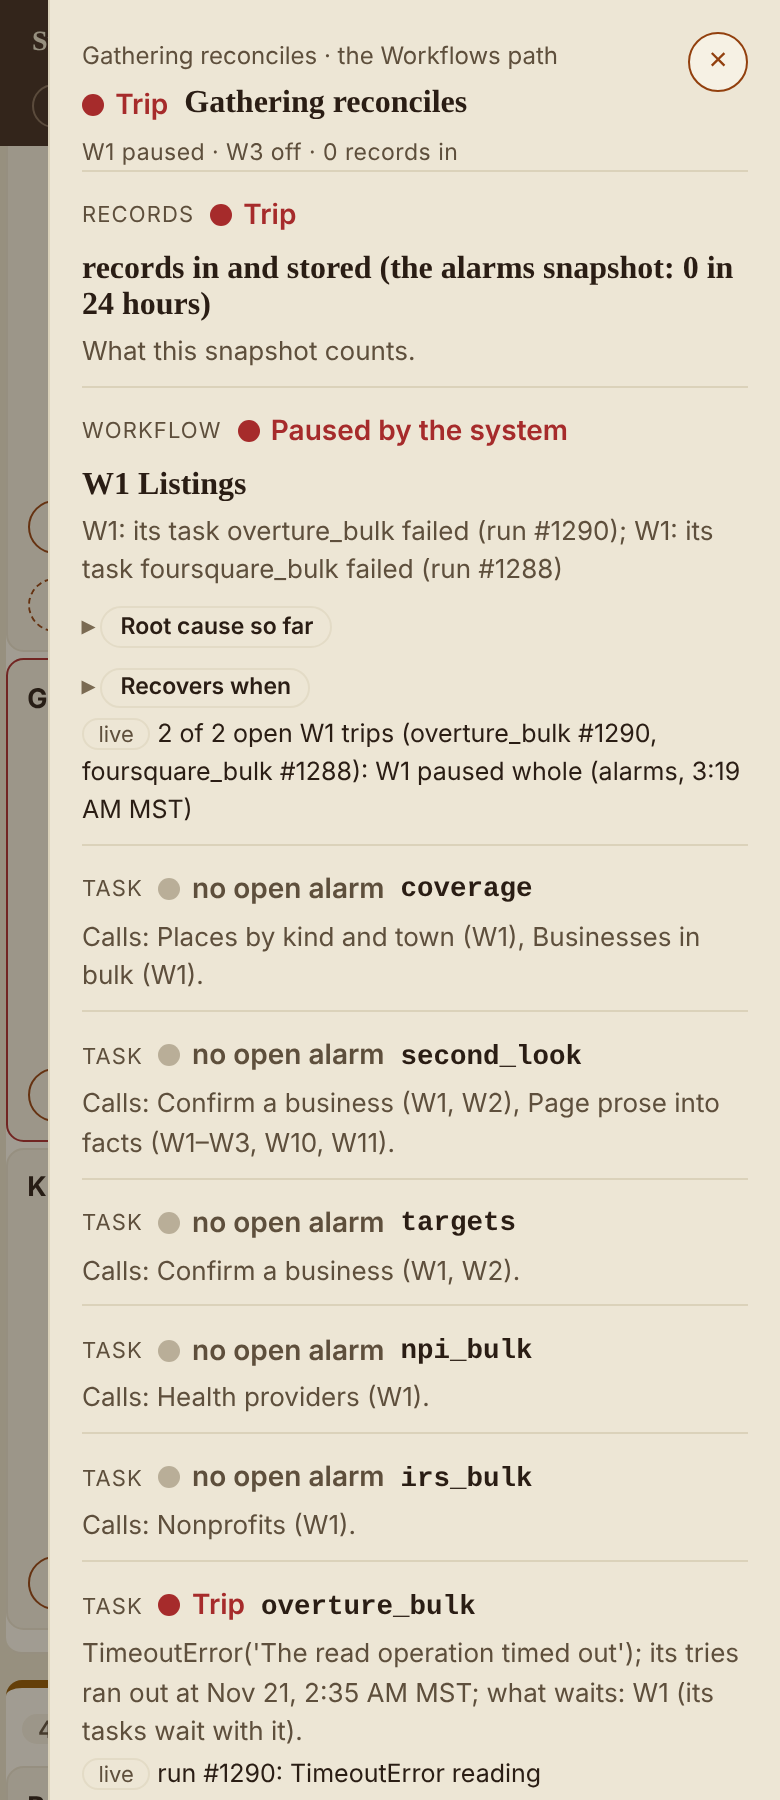 S
Gathering reconciles · the Workflows path
×
Trip Gathering reconciles
W1 paused · W3 off · 0 records in
RECORDS Trip
records in and stored (the alarms snapshot: 0 in
24 hours)
What this snapshot counts.
WORKFLOW Paused by the system
W1 Listings
W1: its task overture_bulk failed (run #1290); W1: its
task foursquare_bulk failed (run #1288)
▶ Root cause so far
▶ Recovers when
G
live 2 of 2 open W1 trips (overture_bulk #1290,
foursquare_bulk #1288): W1 paused whole (alarms, 3:19
AM MST)
TASK no open alarm coverage
Calls: Places by kind and town (W1), Businesses in
bulk (W1).
TASK no open alarm second_look
Calls: Confirm a business (W1, W2), Page prose into
facts (W1–W3, W10, W11).
K
TASK no open alarm targets
Calls: Confirm a business (W1, W2).
TASK no open alarm npi_bulk
Calls: Health providers (W1).
TASK no open alarm irs_bulk
Calls: Nonprofits (W1).
TASK Trip overture_bulk
TimeoutError('The read operation timed out'); its tries
ran out at Nov 21, 2:35 AM MST; what waits: W1 (its
tasks wait with it).
4
live run #1290: TimeoutError reading